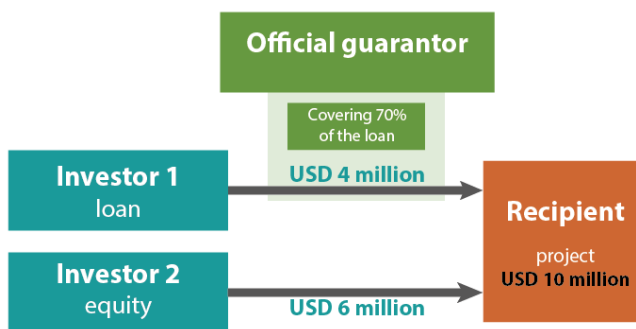 Official guarantor
Covering 70%
of the loan
Investor 1
loan
USD 4 million
Recipient
project
USD 10 million
Investor 2
equity
USD 6 million